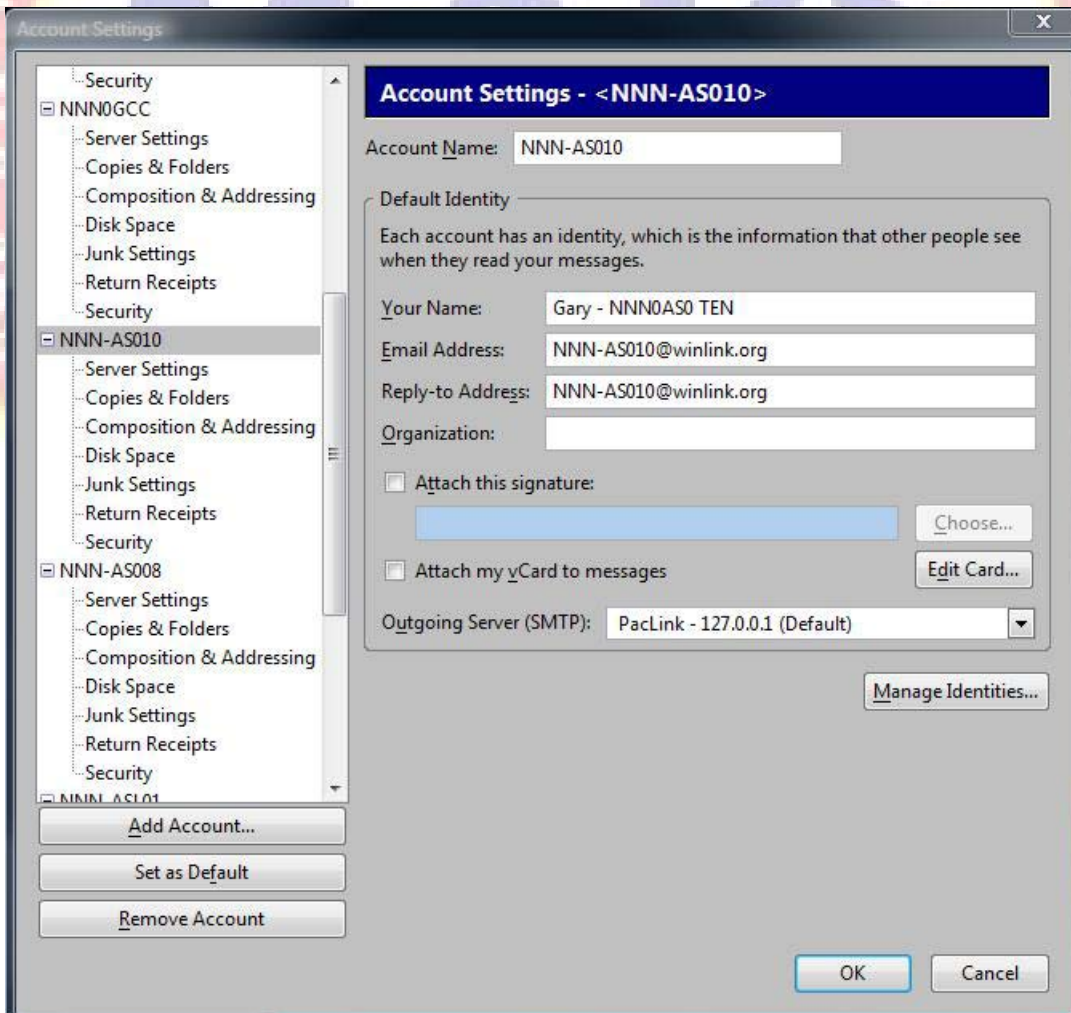 Account Settings
X
Security
NNN0GCC
Server Settings
Copies & Folders
Composition & Addressing
Disk Space
Junk Settings
Return Receipts
Security
NNN-AS010
Server Settings
Copies & Folders
Composition & Addressing
Disk Space
Junk Settings
Return Receipts
Security
NNN-AS008
Server Settings
Copies & Folders
Composition & Addressing
Disk Space
Junk Settings
Return Receipts
Security
NNN-ASL01
Add Account...
Set as Default
Remove Account
Account Settings - <NNN-AS010>
Account Name: NNN-AS010
Default Identity
Each account has an identity, which is the information that other people see
when they read your messages.
Your Name: Gary - NNN0AS0 TEN
Email Address: NNN-AS010@winlink.org
Reply-to Address: NNN-AS010@winlink.org
Organization:
Attach this signature:
Choose...
Attach my vCard to messages
Edit Card...
Outgoing Server (SMTP): PacLink - 127.0.0.1 (Default)
Manage Identities...
OK
Cancel